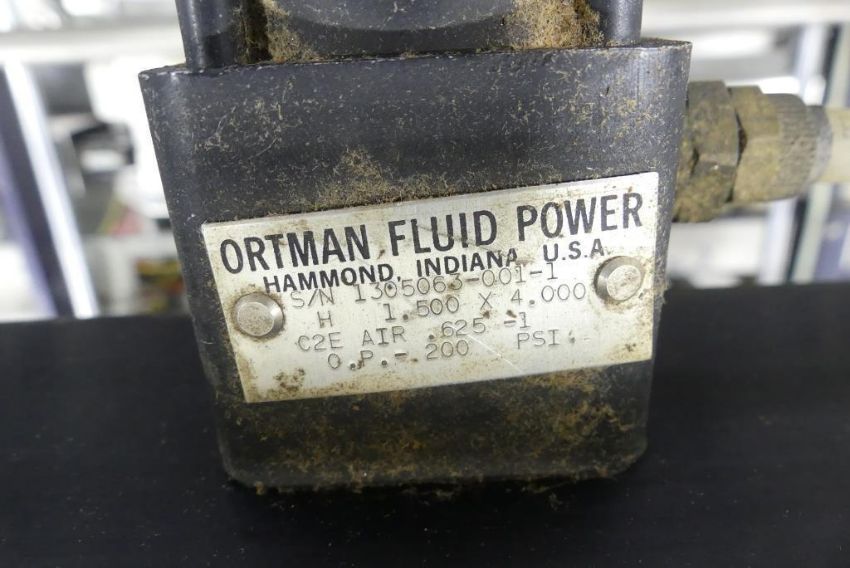 ORTMAN FLUID POWER
HAMMOND, INDIANA, U.S.A.
S/N 1305063-001-1
H 1.500 X 4.000
C2E AIR .625 -1
O.P.- 200 PSI.-